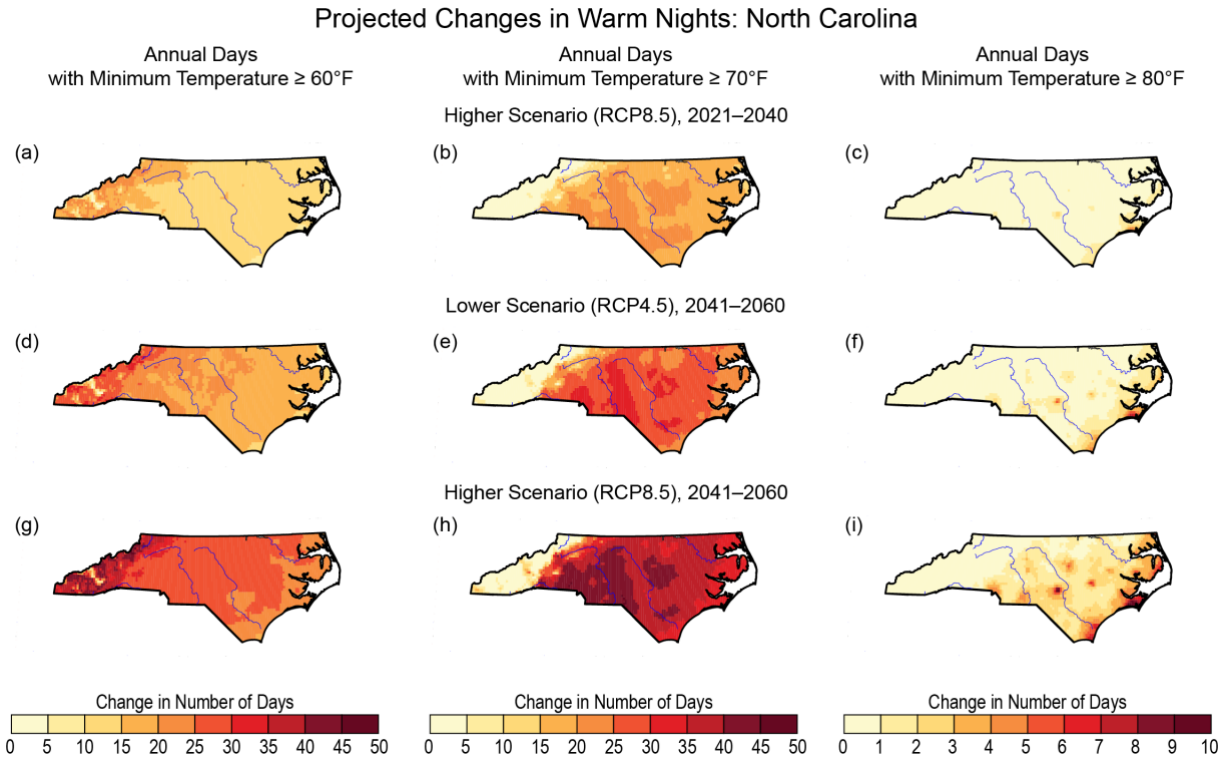 Projected Changes in Warm Nights: North Carolina
Annual Days
with Minimum Temperature ≥ 60°F
Annual Days
with Minimum Temperature ≥ 70°F
Annual Days
with Minimum Temperature ≥ 80°F
Higher Scenario (RCP8.5), 2021–2040
(a)
(b)
(c)
Lower Scenario (RCP4.5), 2041–2060
(d)
(e)
(f)
Higher Scenario (RCP8.5), 2041–2060
(g)
(h)
(i)
Change in Number of Days
0 5 10 15 20 25 30 35 40 45 50
Change in Number of Days
0 5 10 15 20 25 30 35 40 45 50
Change in Number of Days
0 1 2 3 4 5 6 7 8 9 10